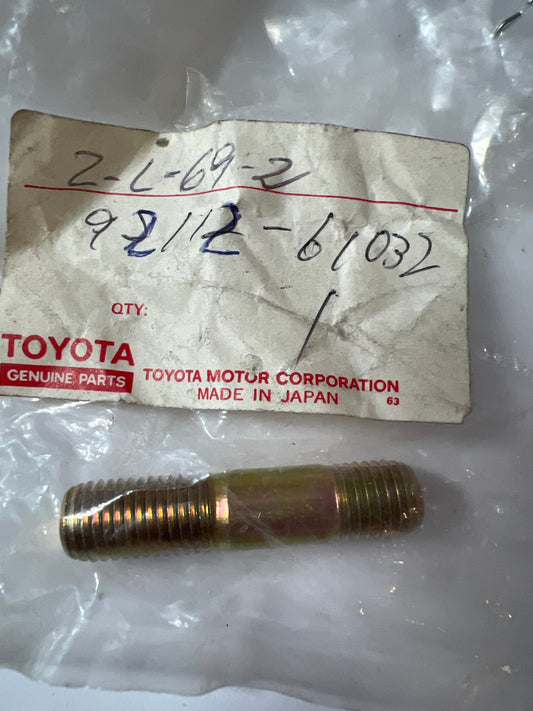 2-L-69-2
92112-61032
QTY: 1
TOYOTA
GENUINE PARTS
TOYOTA MOTOR CORPORATION
MADE IN JAPAN 63